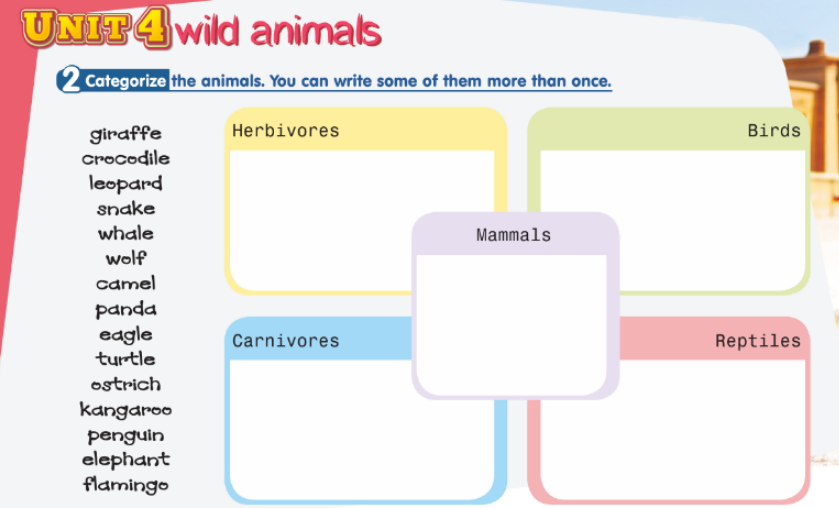 UNIT 4 wild animals
2 Categorize the animals. You can write some of them more than once.
giraffe
crocodile
leopard
snake
whale
wolf
camel
panda
eagle
turtle
ostrich
kangaroo
penguin
elephant
flamingo
Herbivores
Birds
Mammals
Carnivores
Reptiles